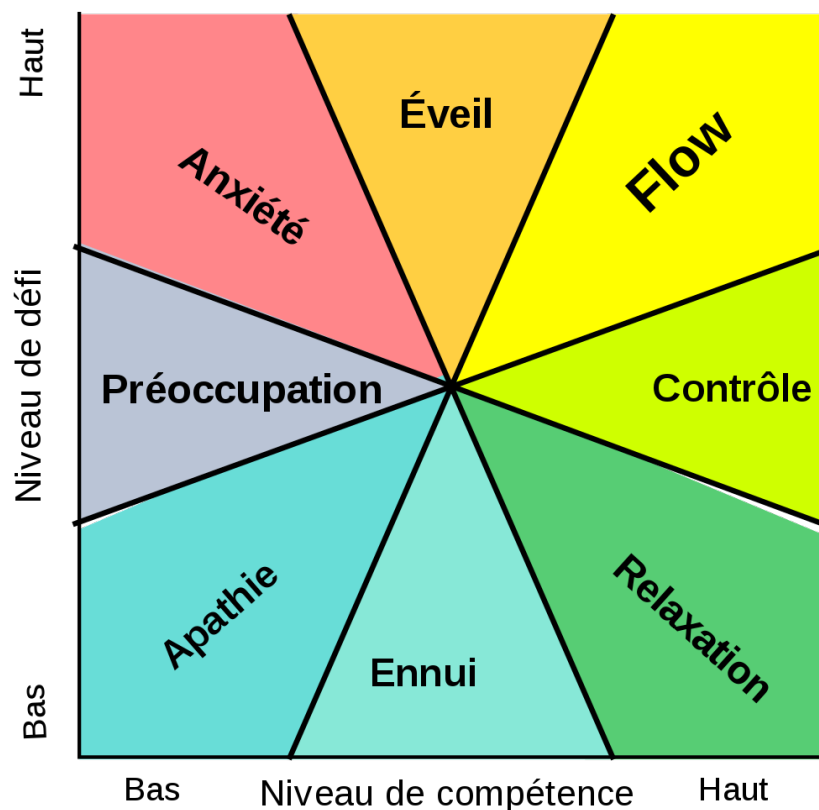 Haut
Éveil
Flow
Anxiété
Niveau de défi
Préoccupation
Contrôle
Apathie
Relaxation
Ennui
Bas
Bas
Niveau de compétence
Haut